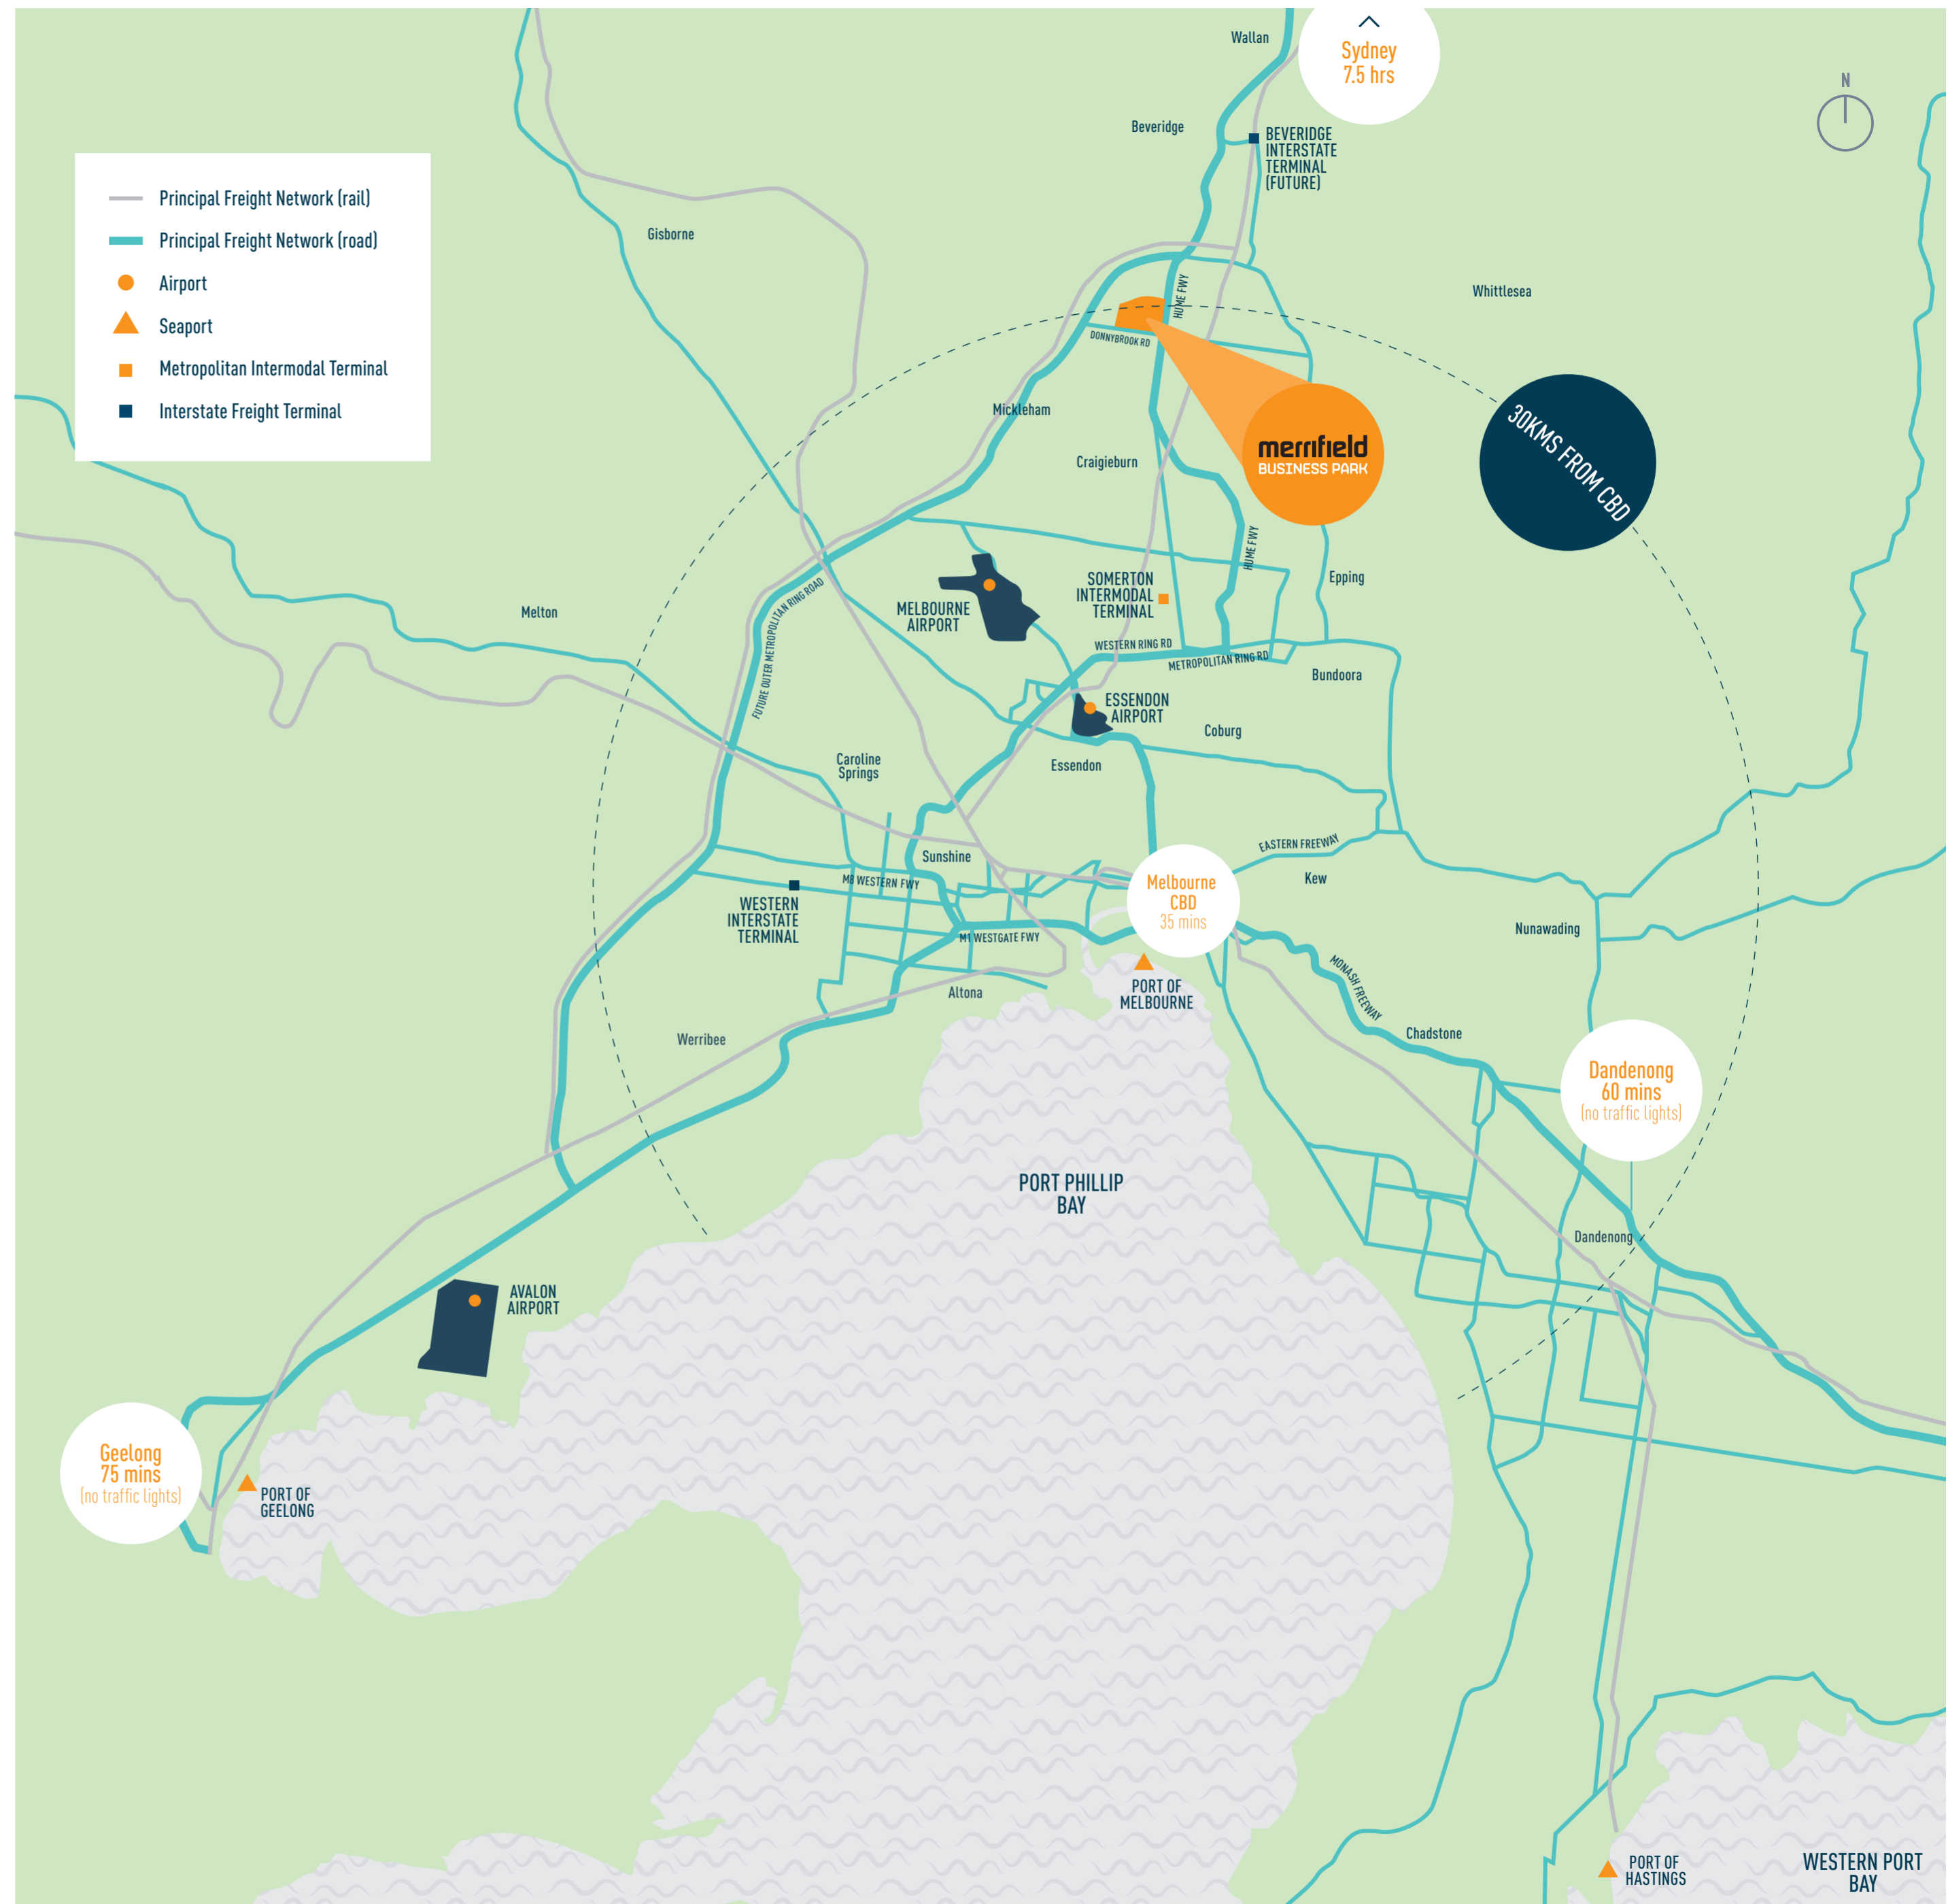 Wallan
^
Sydney
7.5 hrs
N
Beveridge
BEVERIDGE
INTERSTATE
TERMINAL
(FUTURE)
Principal Freight Network (rail)
Principal Freight Network (road)
Airport
Seaport
Metropolitan Intermodal Terminal
Interstate Freight Terminal
Gisborne
Whittlesea
HUME FWY
DONNYBROOK RD
Mickleham
Craigieburn
merrifield
BUSINESS PARK
30KMS FROM CBD
HUME FWY
Epping
SOMERTON
INTERMODAL
TERMINAL
MELBOURNE
AIRPORT
Melton
FUTURE OUTER METROPOLITAN RING ROAD
WESTERN RING RD
METROPOLITAN RING RD
Bundoora
ESSENDON
AIRPORT
Coburg
Caroline
Springs
Essendon
EASTERN FREEWAY
Sunshine
Kew
M8 WESTERN FWY
Melbourne
CBD
35 mins
WESTERN
INTERSTATE
TERMINAL
Nunawading
M1 WESTGATE FWY
MONASH FREEWAY
Altona
PORT OF
MELBOURNE
Werribee
Chadstone
Dandenong
60 mins
(no traffic lights)
PORT PHILLIP
BAY
Dandenong
AVALON
AIRPORT
Geelong
75 mins
(no traffic lights)
PORT OF
GEELONG
PORT OF
HASTINGS
WESTERN PORT
BAY